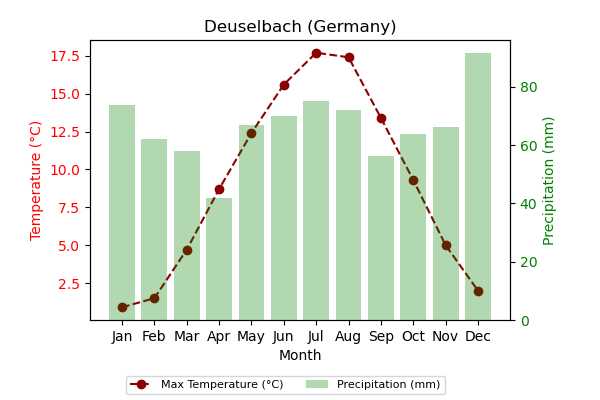 Deuselbach (Germany)
17.5
15.0
12.5
10.0
7.5
5.0
2.5
Temperature (°C)
80
60
40
20
0
Precipitation (mm)
Jan Feb Mar Apr May Jun Jul Aug Sep Oct Nov Dec
Month
Max Temperature (°C) Precipitation (mm)